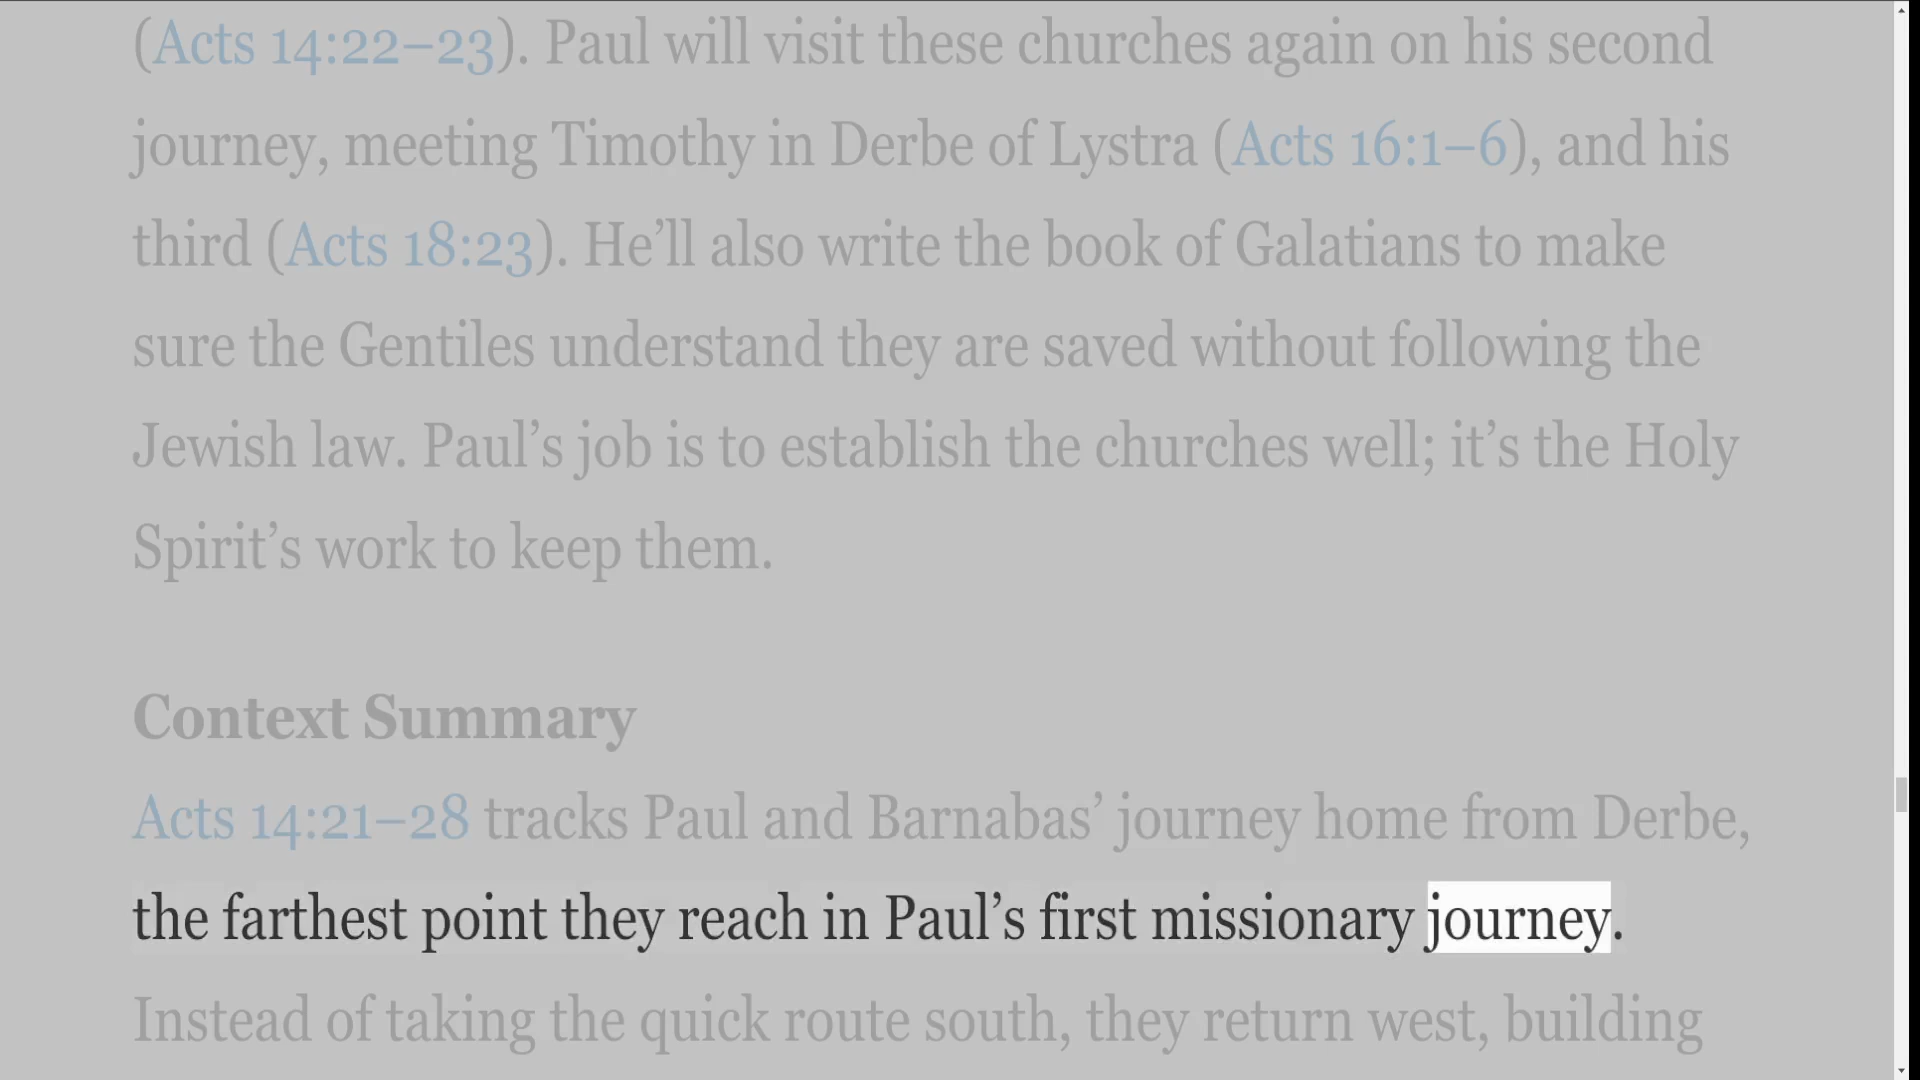 (Acts 14:22–23). Paul will visit these churches again on his second
journey, meeting Timothy in Derbe of Lystra (Acts 16:1–6), and his
third (Acts 18:23). He’ll also write the book of Galatians to make
sure the Gentiles understand they are saved without following the
Jewish law. Paul’s job is to establish the churches well; it’s the Holy
Spirit’s work to keep them.
Context Summary
Acts 14:21–28 tracks Paul and Barnabas’ journey home from Derbe,
the farthest point they reach in Paul’s first missionary journey.
Instead of taking the quick route south, they return west, building